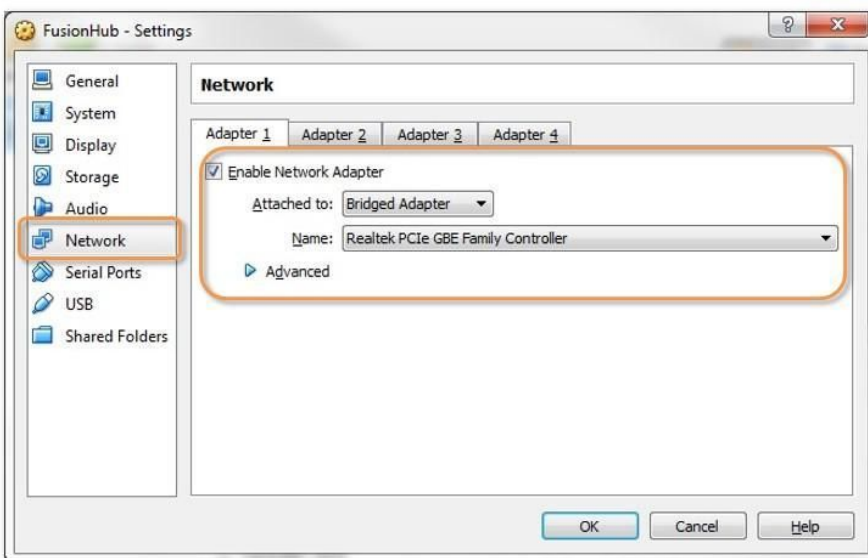 FusionHub - Settings
General
System
Display
Storage
Audio
Network
Serial Ports
USB
Shared Folders
Network
Adapter 1 Adapter 2 Adapter 3 Adapter 4
Enable Network Adapter
Attached to: Bridged Adapter
Name: Realtek PCIe GBE Family Controller
Advanced
OK Cancel Help